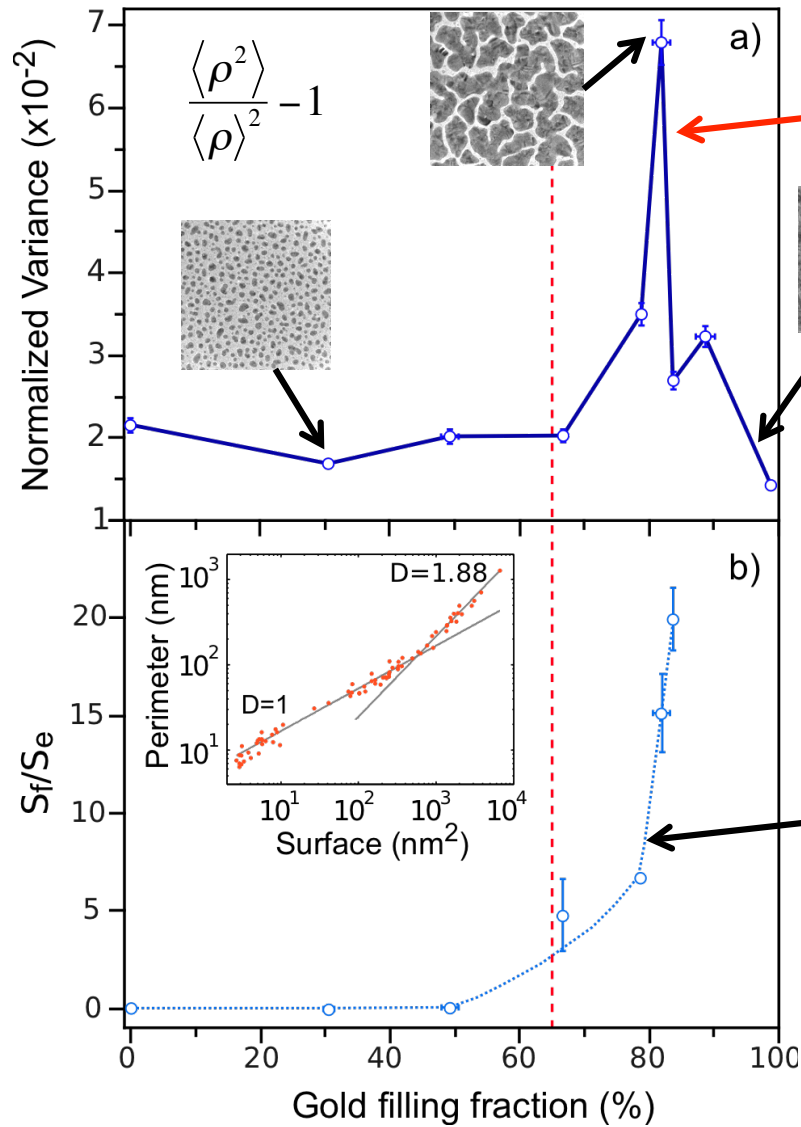 a)
⟨ρ²⟩
⟨ρ⟩²
−1
Normalized Variance (x10⁻²)
7
6
5
4
3
2
1
b)
Perimeter (nm)
10³
10²
10¹
D=1.88
D=1
10¹ 10² 10³ 10⁴
Surface (nm²)
Sf/Se
20
15
10
5
0
0 20 40 60 80 100
Gold filling fraction (%)